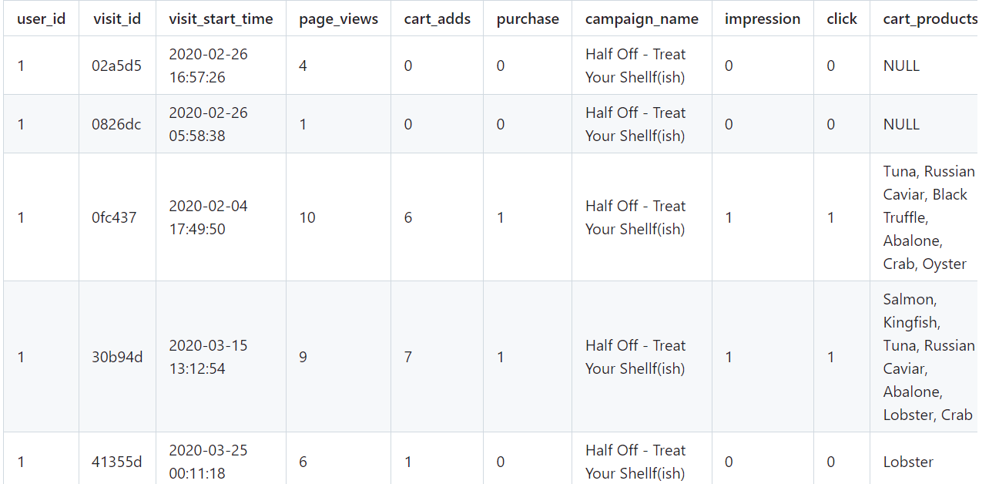 user_id visit_id visit_start_time page_views cart_adds purchase campaign_name impression click cart_products
1 02a5d5 2020-02-26 16:57:26 4 0 0 Half Off - Treat Your Shellf(ish) 0 0 NULL
1 0826dc 2020-02-26 05:58:38 1 0 0 Half Off - Treat Your Shellf(ish) 0 0 NULL
1 0fc437 2020-02-04 17:49:50 10 6 1 Half Off - Treat Your Shellf(ish) 1 1 Tuna, Russian Caviar, Black Truffle, Abalone, Crab, Oyster
1 30b94d 2020-03-15 13:12:54 9 7 1 Half Off - Treat Your Shellf(ish) 1 1 Salmon, Kingfish, Tuna, Russian Caviar, Abalone, Lobster, Crab
1 41355d 2020-03-25 00:11:18 6 1 0 Half Off - Treat Your Shellf(ish) 0 0 Lobster